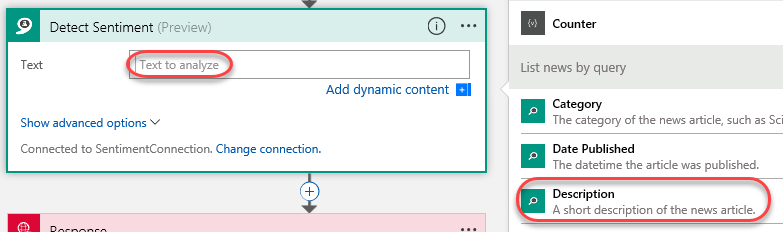 Detect Sentiment (Preview)
Text
Text to analyze
Add dynamic content
Show advanced options
Connected to SentimentConnection. Change connection.
Response
Counter
List news by query
Category
The category of the news article, such as Sci
Date Published
The datetime the article was published.
Description
A short description of the news article.